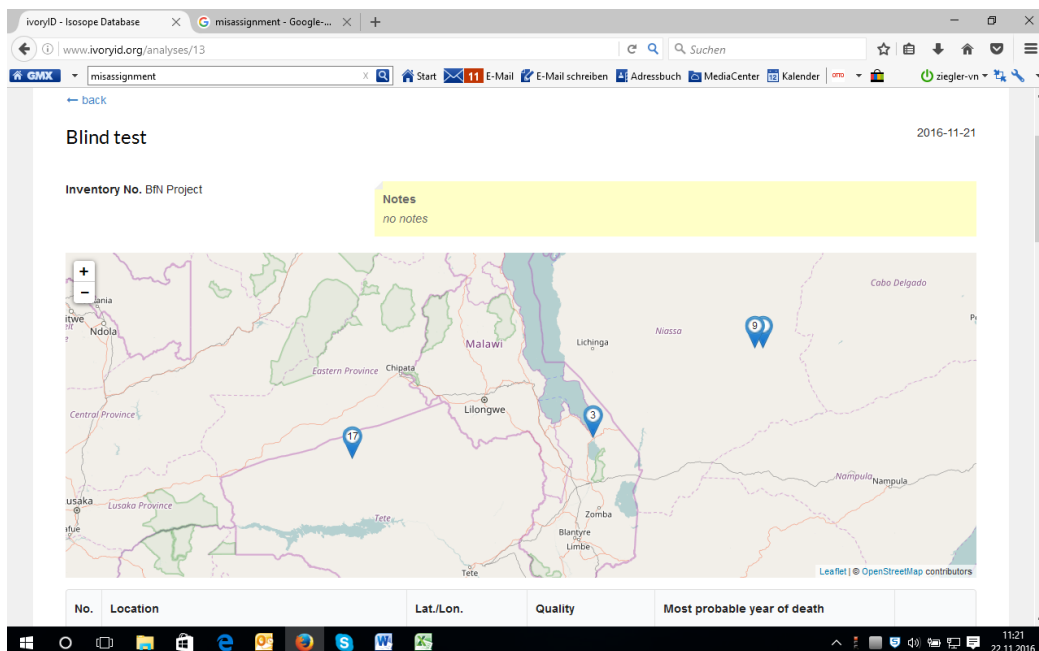 ivoryID - Isosope Database
misassignment - Google-...
www.ivoryid.org/analyses/13
Suchen
GMX
misassignment
Start
11 E-Mail
E-Mail schreiben
Adressbuch
MediaCenter
Kalender
OTTO
ziegler-vn
← back
Blind test
2016-11-21
Inventory No. BfN Project
Notes
no notes
+
−
Cabo Delgado
Ndola
9
Niassa
Malawi
Lichinga
Eastern Province
Chipata
Lilongwe
Central Province
3
17
Nampula
Nampula
Lusaka Province
Tete
Zomba
Blantyre
Limbe
Tete
Leaflet | © OpenStreetMap contributors
No.
Location
Lat./Lon.
Quality
Most probable year of death
11:21
22.11.2016